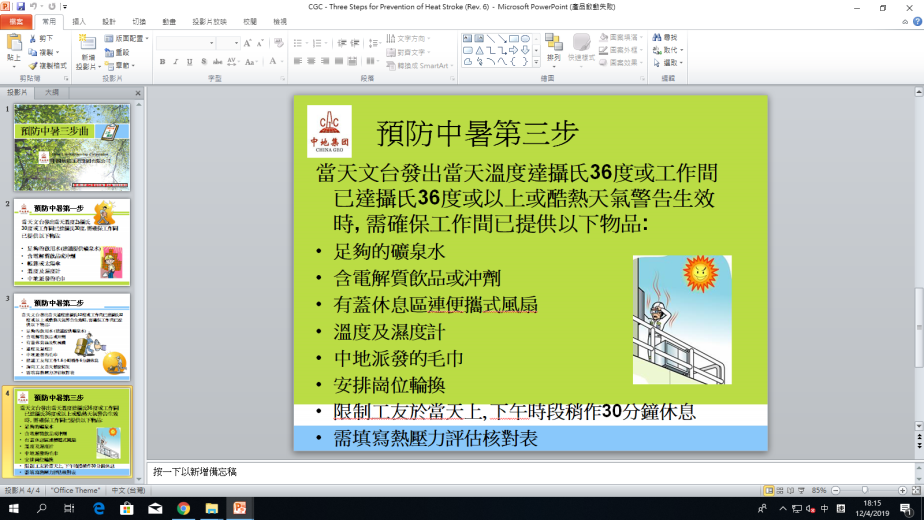 CGC - Three Steps for Prevention of Heat Stroke (Rev. 6) - Microsoft PowerPoint (產品啟動失敗)
檔案 常用 插入 設計 切換 動畫 投影片放映 校閱 檢視
貼上 剪下 複製 複製格式 剪貼簿
新增投影片 版面配置 重設 章節 投影片
字型
文字方向 對齊文字 轉換成 SmartArt 段落
排列 快速樣式 圖案填滿 圖案外框 圖案效果 繪圖
尋找 取代 選取 編輯
投影片 大綱
1
預防中暑三步曲
2
預防中暑第一步
3
預防中暑第二步
4
預防中暑第三步
中地集团
CHINA GEO
預防中暑第三步
當天文台發出當天溫度達攝氏36度或工作間
已達攝氏36度或以上或酷熱天氣警告生效
時, 需確保工作間已提供以下物品:
• 足夠的礦泉水
• 含電解質飲品或沖劑
• 有蓋休息區連便攜式風扇
• 溫度及濕度計
• 中地派發的毛巾
• 安排崗位輪換
• 限制工友於當天上, 下午時段稍作30分鐘休息
• 需填寫熱壓力評估核對表
按一下以新增備忘稿
投影片 4/ 4 "Office Theme" 中文 (台灣) 85%
18:15
12/4/2019